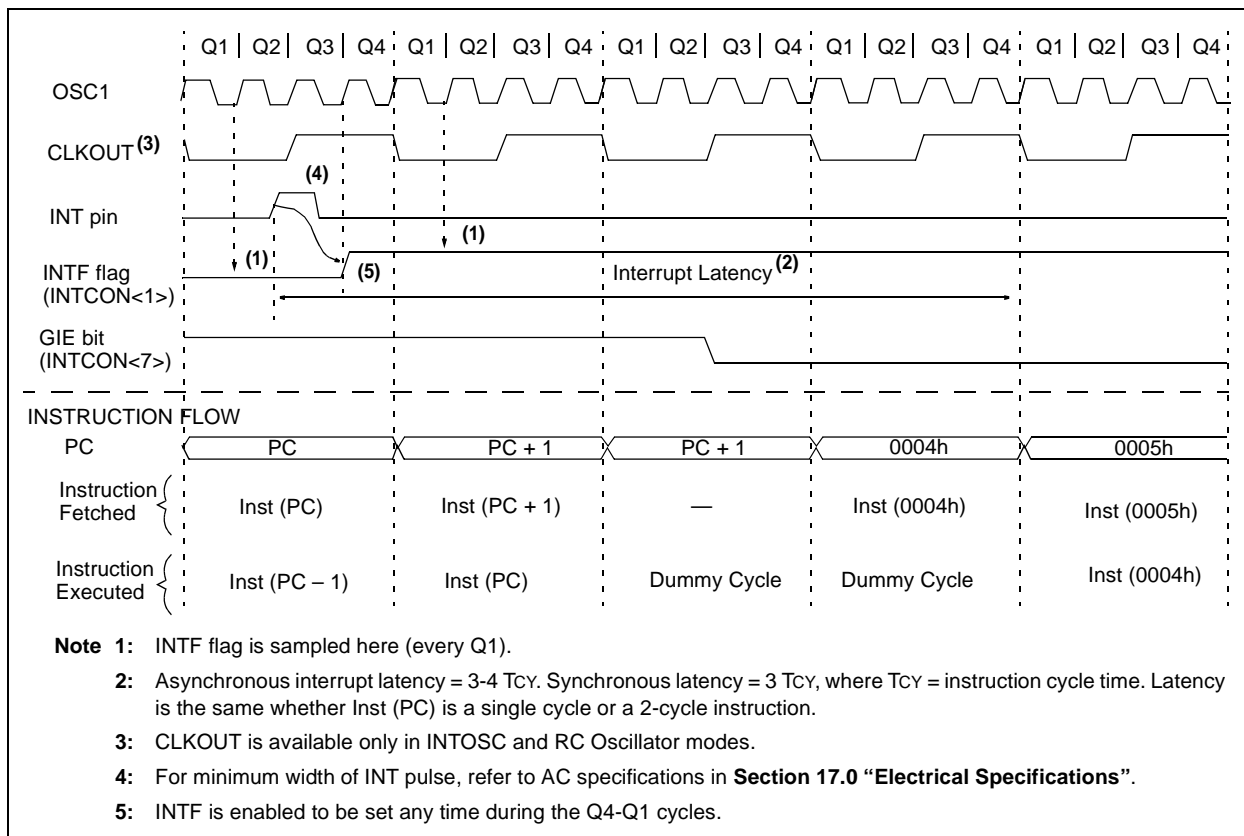 Q1 | Q2 | Q3 | Q4 Q1 | Q2 | Q3 | Q4 Q1 | Q2 | Q3 | Q4 Q1 | Q2 | Q3 | Q4 Q1 | Q2 | Q3 | Q4
OSC1
CLKOUT (3)
(4)
INT pin
(1)
(1)
INTF flag
(INTCON<1>)
(5)
Interrupt Latency (2)
GIE bit
(INTCON<7>)
INSTRUCTION FLOW
PC PC PC + 1 PC + 1 0004h 0005h
Instruction
Fetched
Inst (PC) Inst (PC + 1) — Inst (0004h) Inst (0005h)
Instruction
Executed
Inst (PC – 1) Inst (PC) Dummy Cycle Dummy Cycle Inst (0004h)
Note 1: INTF flag is sampled here (every Q1).
2: Asynchronous interrupt latency = 3-4 TCY. Synchronous latency = 3 TCY, where TCY = instruction cycle time. Latency
is the same whether Inst (PC) is a single cycle or a 2-cycle instruction.
3: CLKOUT is available only in INTOSC and RC Oscillator modes.
4: For minimum width of INT pulse, refer to AC specifications in Section 17.0 “Electrical Specifications”.
5: INTF is enabled to be set any time during the Q4-Q1 cycles.